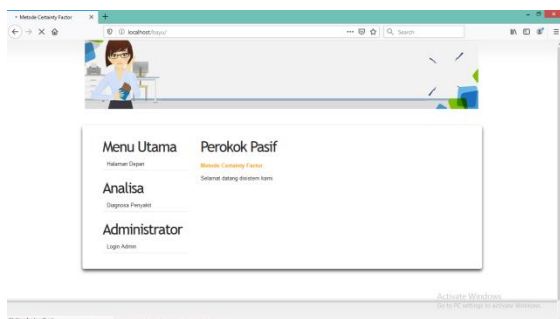 Metode Certainty Factor
localhost/bayu/
Search
Menu Utama
Halaman Depan
Analisa
Diagnosa Penyakit
Administrator
Login Admin
Perokok Pasif
Metode Certainty Factor
Selamat datang disistem kami
Activate Windows
Go to PC settings to activate Windows.